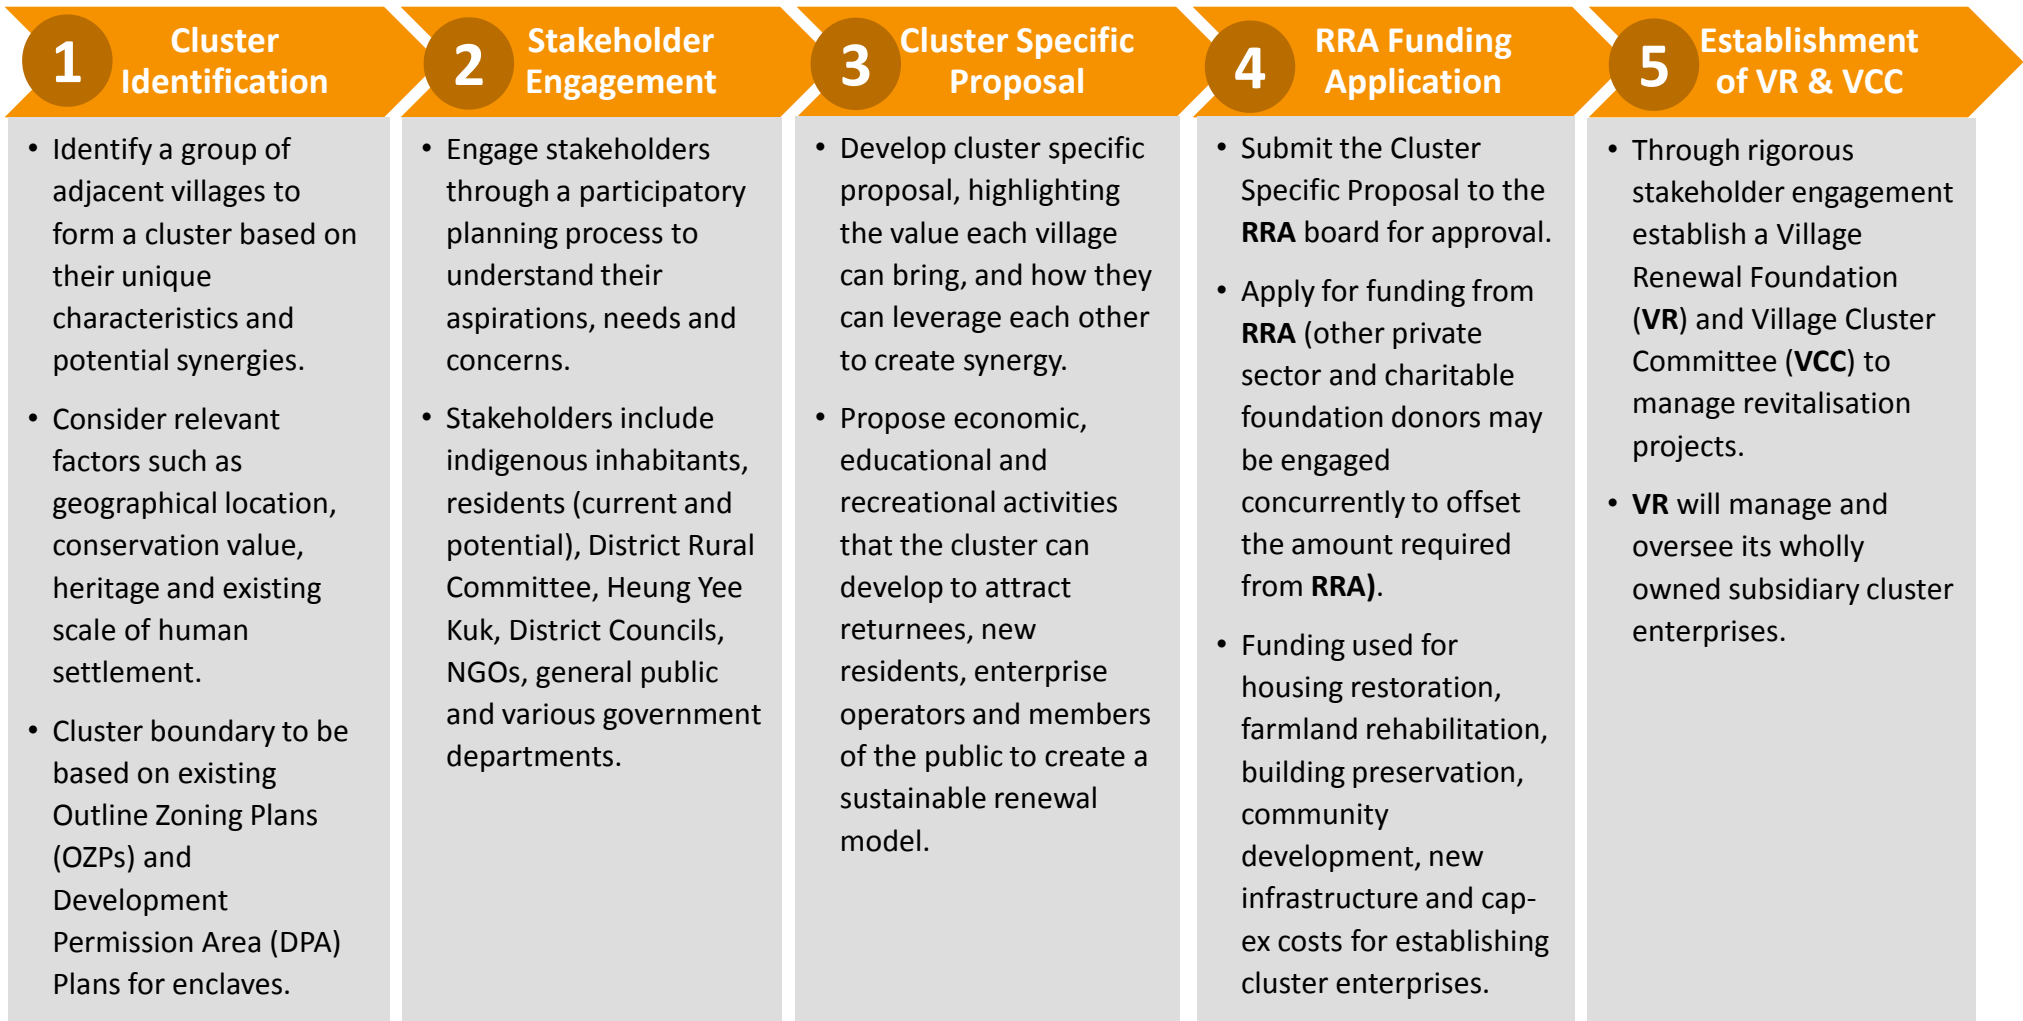 1
Cluster
Identification
• Identify a group of
adjacent villages to
form a cluster based on
their unique
characteristics and
potential synergies.
• Consider relevant
factors such as
geographical location,
conservation value,
heritage and existing
scale of human
settlement.
• Cluster boundary to be
based on existing
Outline Zoning Plans
(OZPs) and
Development
Permission Area (DPA)
Plans for enclaves.
2
Stakeholder
Engagement
• Engage stakeholders
through a participatory
planning process to
understand their
aspirations, needs and
concerns.
• Stakeholders include
indigenous inhabitants,
residents (current and
potential), District Rural
Committee, Heung Yee
Kuk, District Councils,
NGOs, general public
and various government
departments.
3
Cluster Specific
Proposal
• Develop cluster specific
proposal, highlighting
the value each village
can bring, and how they
can leverage each other
to create synergy.
• Propose economic,
educational and
recreational activities
that the cluster can
develop to attract
returnees, new
residents, enterprise
operators and members
of the public to create a
sustainable renewal
model.
4
RRA Funding
Application
• Submit the Cluster
Specific Proposal to the
RRA board for approval.
• Apply for funding from
RRA (other private
sector and charitable
foundation donors may
be engaged
concurrently to offset
the amount required
from RRA).
• Funding used for
housing restoration,
farmland rehabilitation,
building preservation,
community
development, new
infrastructure and cap-
ex costs for establishing
cluster enterprises.
5
Establishment
of VR & VCC
• Through rigorous
stakeholder engagement
establish a Village
Renewal Foundation
(VR) and Village Cluster
Committee (VCC) to
manage revitalisation
projects.
• VR will manage and
oversee its wholly
owned subsidiary cluster
enterprises.